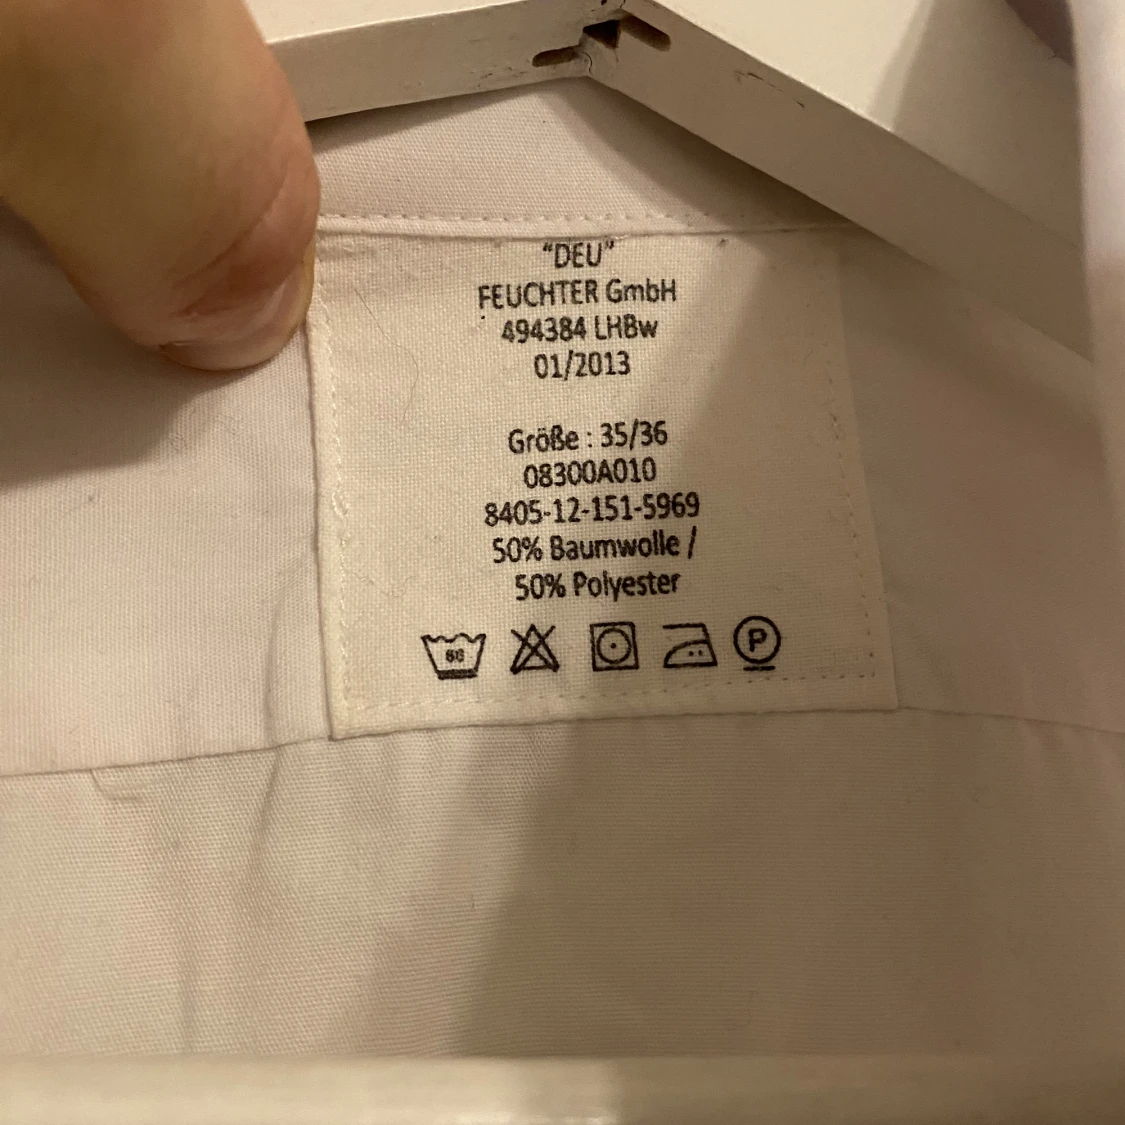 “DEU”
FEUCHTER GmbH
494384 LHBw
01/2013
Größe : 35/36
08300A010
8405-12-151-5969
50% Baumwolle /
50% Polyester
60
P